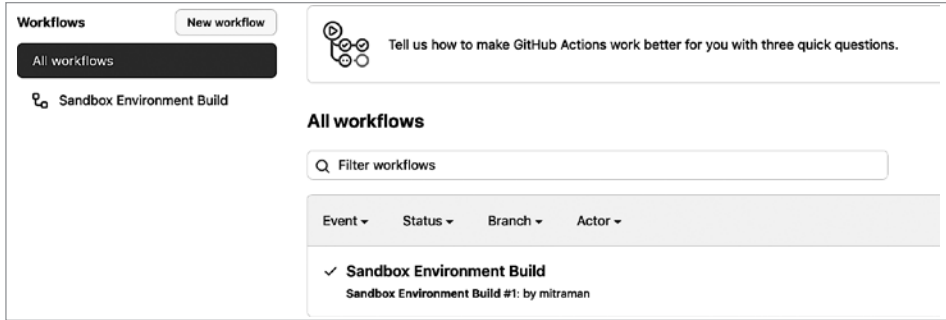 Workflows
New workflow
All workflows
Sandbox Environment Build
Tell us how to make GitHub Actions work better for you with three quick questions.
All workflows
Filter workflows
Event Status Branch Actor
Sandbox Environment Build
Sandbox Environment Build #1: by mitraman